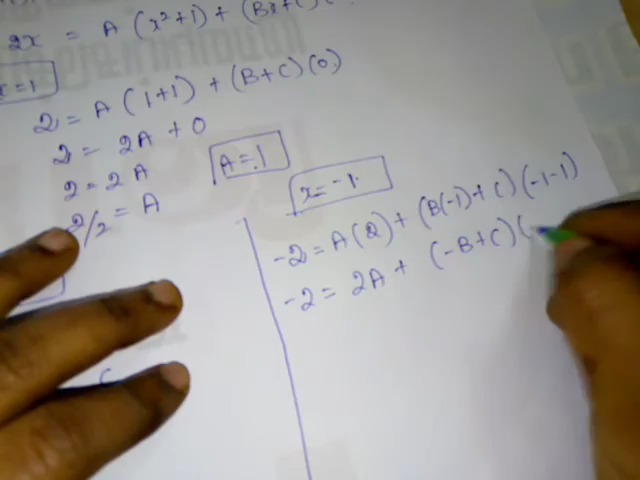 2x = A (x²+1) + (Bx+C) (
x=1
2 = A (1+1) + (B+C) (0)
2 = 2A + 0
2 = 2A
2/2 = A
A = 1
x = -1
-2 = A(2) + (B(-1)+C) (-1-1)
-2 = 2A + (-B+C) (-